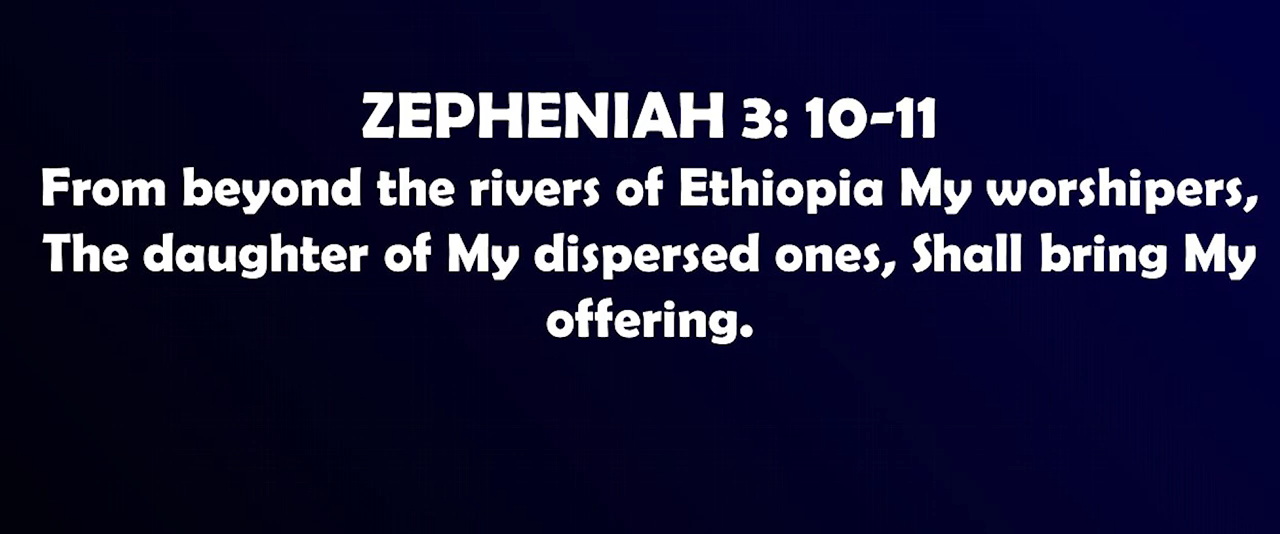 ZEPHENIAH 3: 10-11
From beyond the rivers of Ethiopia My worshipers,
The daughter of My dispersed ones, Shall bring My
offering.